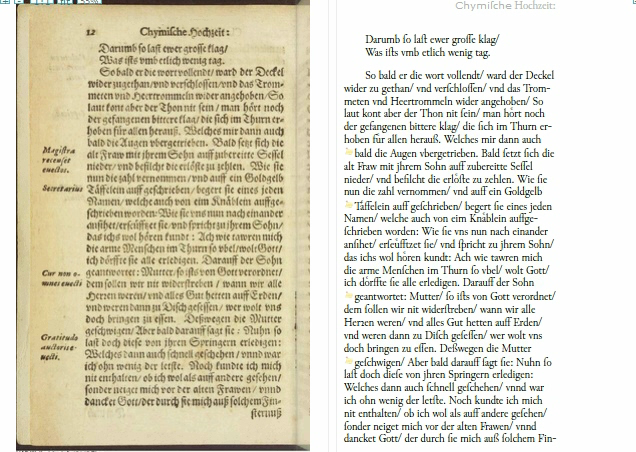 12 Chymische Hochzeit:
Darumb so last ewer grosse klag/
Was ists vmb etlich wenig tag.
So bald er die wort vollendt/ ward der Deckel
wider zugethan/ vnd verschlossen/ vnd das Trom-
meten vnd Heertrommeln wider angehoben/ So
laut kont aber der Thon nit sein/ man hört noch
der gefangenen bittere klag/ die sich im Thurn er-
hoben für allen herauß. Welches mir dann auch
bald die Augen vbergetrieben. Bald setzt sich die
alt Fraw mit jhrem Sohn auff zubereite Sessel
nieder/ vnd befilcht die erlöste zu zehlen. Wie sie
nun die zahl vernommen/ vnd auff ein Goldgelb
Täffelein auffgeschrieben/ begert sie eines jeden
Namen/ welche auch von eim Knäblein auffge-
schrieben worden: Wie sie vns nun nach einander
ansihet/ erseüfftzet sie/ vnd spricht zu jhrem Sohn/
das ichs wol hören kundt: Ach wie tawren mich
die arme Menschen im Thurn so vbel/ wolt Gott/
ich dörffte sie alle erledigen. Darauff der Sohn
geantwortet: Mutter/ so ists von Gott verordnet/
dem sollen wir nit widerstreben/ wann wir alle
Herren weren/ vnd alles Gut hetten auff Erden/
vnd weren dann zu Disch gesessen/ wer wolt vns
doch bringen zu essen. Deßwegen die Mutter
geschwigen/ Aber bald darauff sagt sie: Nuhn so
last doch diese von jhren Springern erledigen:
Welches dann auch schnell geschehen/ vnnd war
ich ohn wenig der letste. Noch kundte ich mich
nit enthalten/ ob ich wol als auff andere gesehen/
sonder neiget mich vor der alten Frawen/ vnnd
dancket Gott/ der durch sie mich auß solchem Fin-
sternuß
Magistra
recenset
euectos.
Secretarius
Cur non o-
mnes euecti
Gratitudo
auctoris e-
uecti.
Chymische Hochzeit:
Darumb so last ewer grosse klag/
Was ists vmb etlich wenig tag.
So bald er die wort vollendt/ ward der Deckel
wider zu gethan/ vnd verschlossen/ vnd das Trom-
meten vnd Heertrommeln wider angehoben/ So
laut kont aber der Thon nit sein/ man hört noch
der gefangenen bittere klag/ die sich im Thurn er-
hoben für allen herauß. Welches mir dann auch
bald die Augen vbergetrieben. Bald setzt sich die
alt Fraw mit jhrem Sohn auff zubereite Sessel
nieder/ vnd befilcht die erlöste zu zehlen. Wie sie
nun die zahl vernommen/ vnd auff ein Goldgelb
Täffelein auff geschrieben/ begert sie eines jeden
Namen/ welche auch von eim Knäblein auffge-
schrieben worden: Wie sie vns nun nach einander
ansihet/ erseüfftzet sie/ vnd spricht zu jhrem Sohn/
das ichs wol hören kundt: Ach wie tawren mich
die arme Menschen im Thurn so vbel/ wolt Gott/
ich dörffte sie alle erledigen. Darauff der Sohn
geantwortet: Mutter/ so ists von Gott verordnet/
dem sollen wir nit widerstreben/ wann wir alle
Herzen weren/ vnd alles Gut hetten auff Erden/
vnd weren dann zu Disch gesessen/ wer wolt vns
doch bringen zu essen. Deßwegen die Mutter
geschwigen/ Aber bald darauff sagt sie: Nuhn so
last doch diese von jhren Springern erledigen:
Welches dann auch schnell geschehen/ vnnd war
ich ohn wenig der letste. Noch kundte ich mich
nit enthalten/ ob ich wol als auff andere gesehen/
sonder neiget mich vor der alten Frawen/ vnnd
dancket Gott/ der durch sie mich auß solchem Fin-